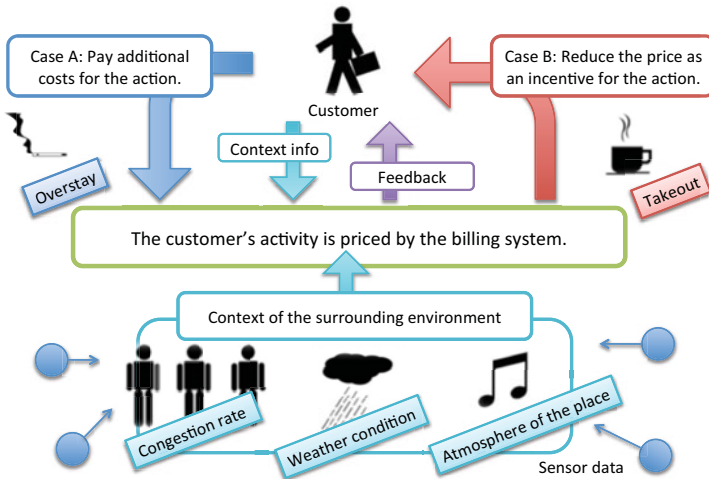 Case A: Pay additional
costs for the action.
Case B: Reduce the price as
an incentive for the action.
Customer
Context info
Feedback
Overstay
Takeout
The customer's activity is priced by the billing system.
Context of the surrounding environment
Congestion rate
Weather condition
Atmosphere of the place
Sensor data